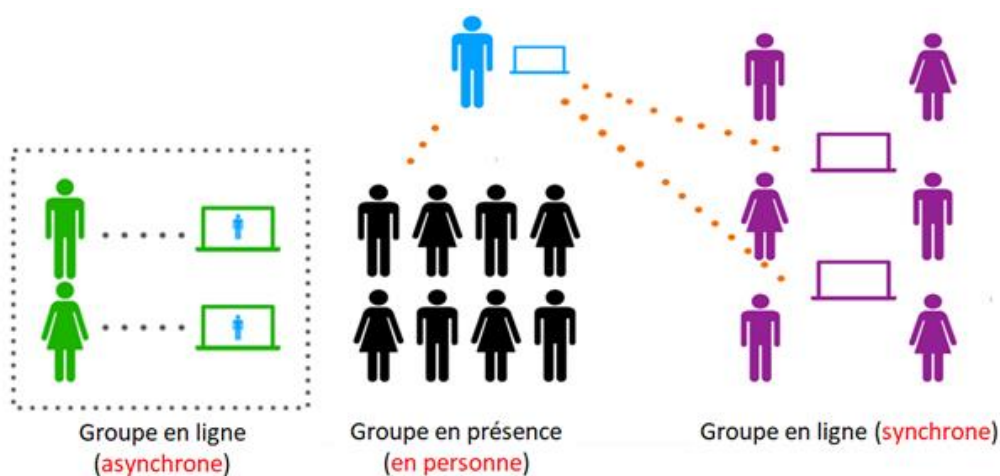 Groupe en ligne
(asynchrone)
Groupe en présence
(en personne)
Groupe en ligne (synchrone)